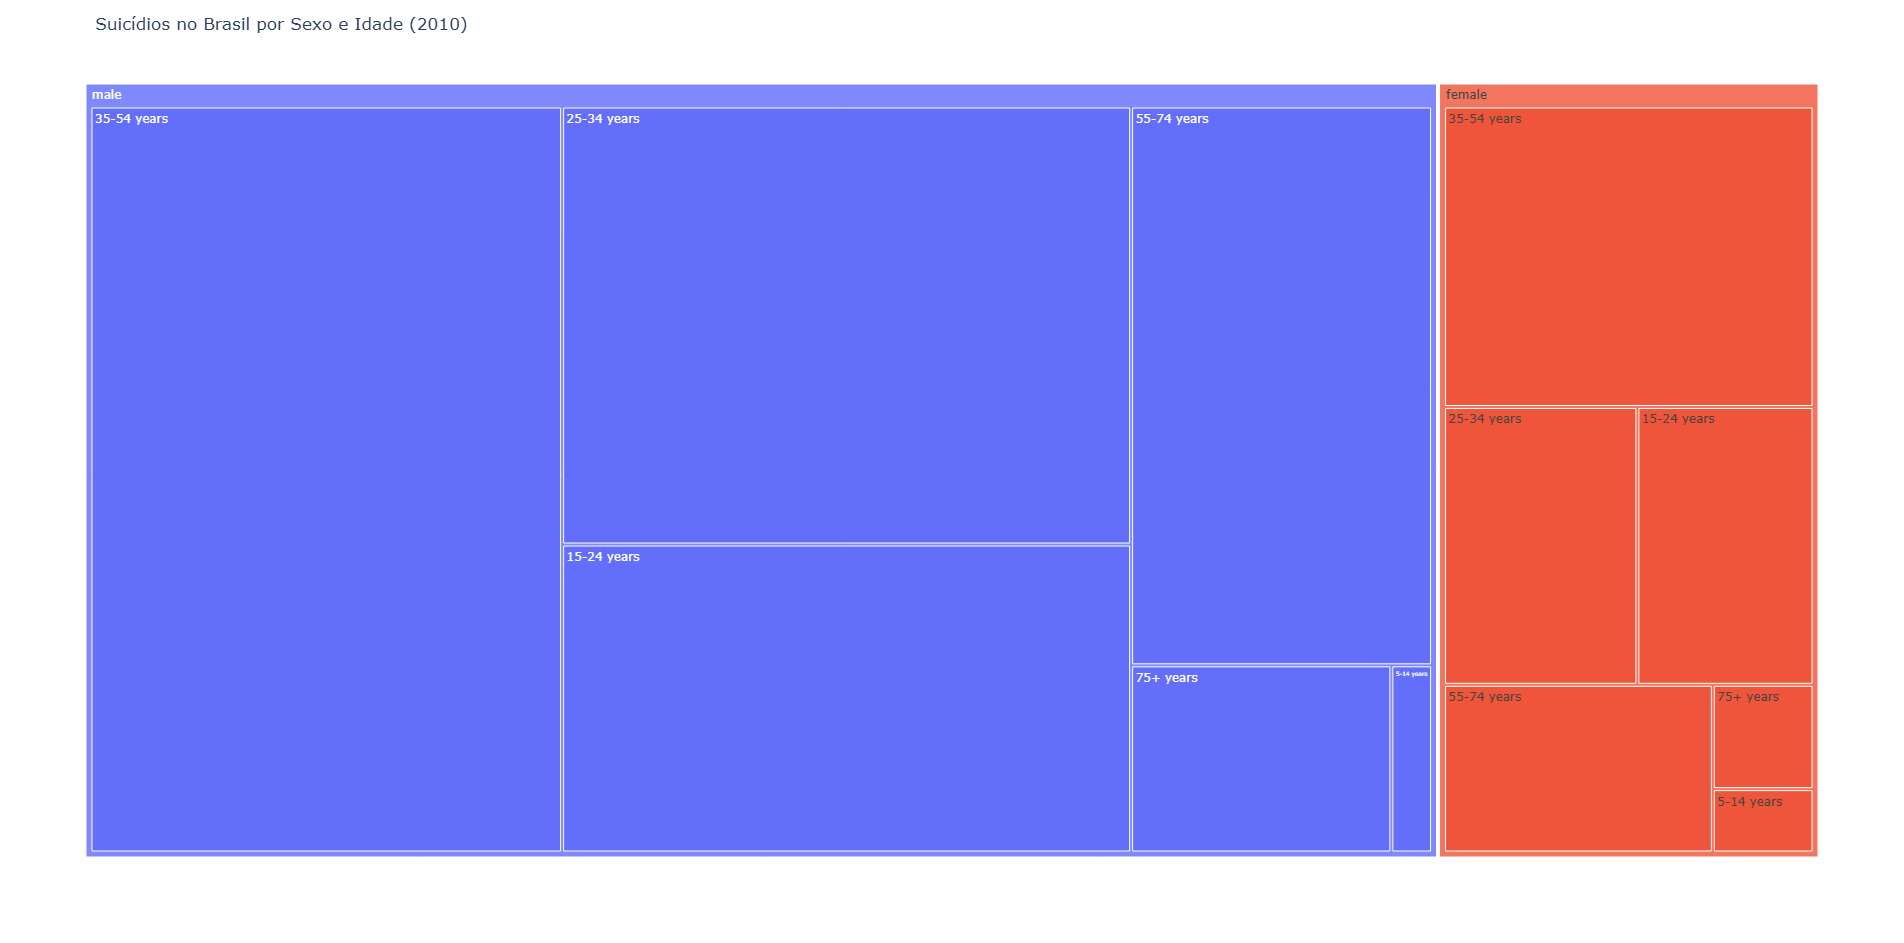 Suicídios no Brasil por Sexo e Idade (2010)
male
35-54 years
25-34 years
15-24 years
55-74 years
75+ years
5-14 years
female
35-54 years
25-34 years
15-24 years
55-74 years
75+ years
5-14 years